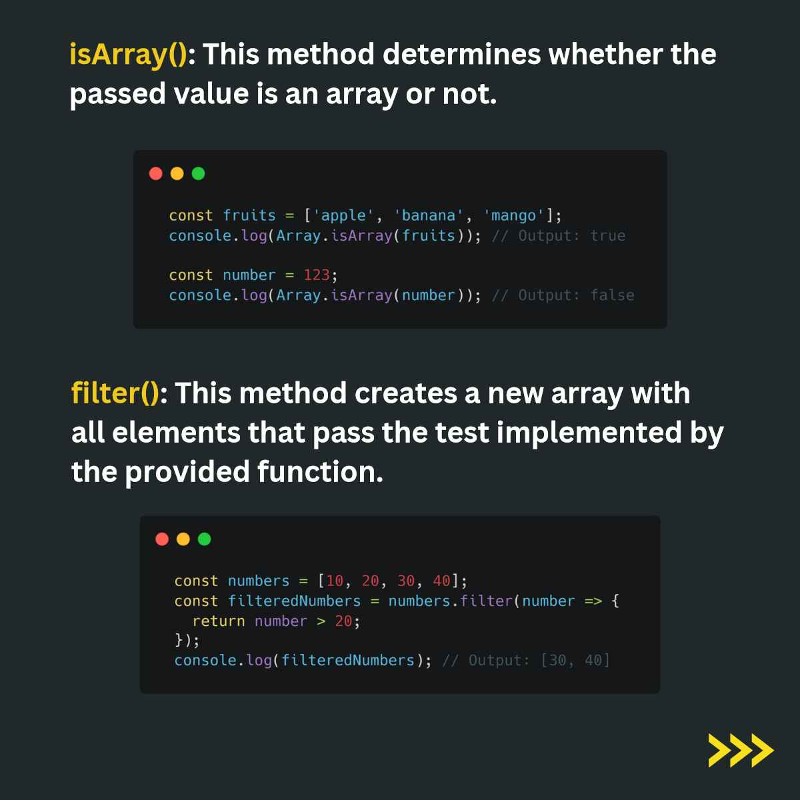 isArray(): This method determines whether the
passed value is an array or not.
const fruits = ['apple', 'banana', 'mango'];
console.log(Array.isArray(fruits)); // Output: true
const number = 123;
console.log(Array.isArray(number)); // Output: false
filter(): This method creates a new array with
all elements that pass the test implemented by
the provided function.
const numbers = [10, 20, 30, 40];
const filteredNumbers = numbers.filter(number => {
return number > 20;
});
console.log(filteredNumbers); // Output: [30, 40]